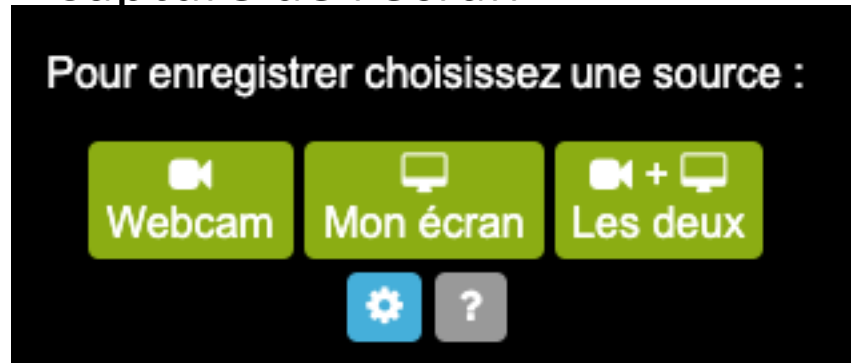 Pour enregistrer choisissez une source :
Webcam
Mon écran
+
Les deux
?